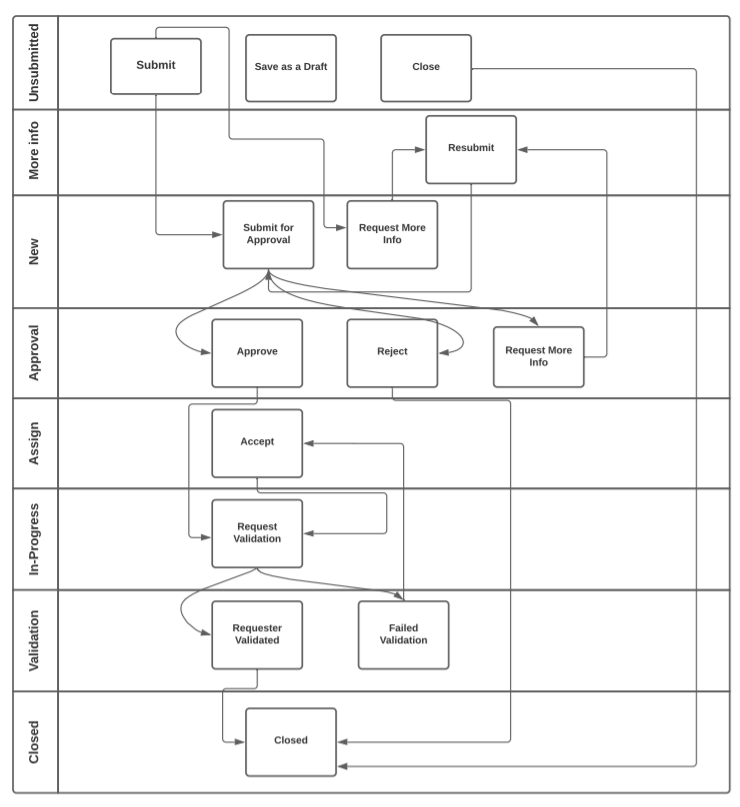 Unsubmitted
Submit
Save as a Draft
Close
More info
Resubmit
New
Submit for
Approval
Request More
Info
Approval
Approve
Reject
Request More
Info
Assign
Accept
In-Progress
Request
Validation
Validation
Requester
Validated
Failed
Validation
Closed
Closed